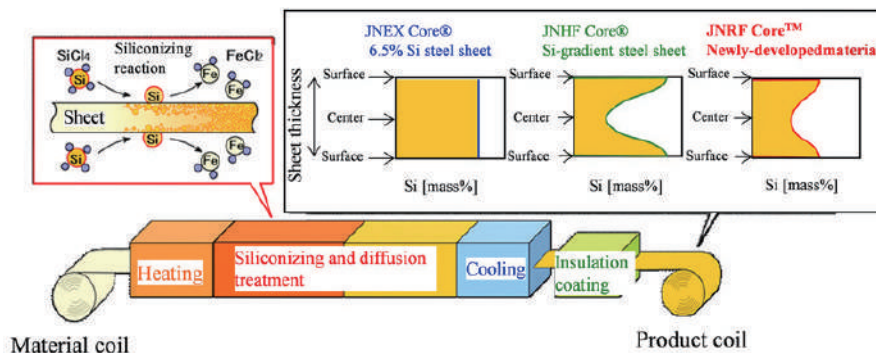 SiCl4
Siliconizing
reaction
FeCl2
Si
Si
Fe
Fe
Sheet
Si
Si
Fe
Fe
JNEX Core®
6.5% Si steel sheet
JNHF Core®
Si-gradient steel sheet
JNRF Core™
Newly-developedmateria
Sheet thickness
Surface
Center
Surface
Surface
Center
Surface
Surface
Center
Surface
Si [mass%]
Si [mass%]
Si [mass%]
Heating
Siliconizing and diffusion
treatment
Cooling
Insulation
coating
Material coil
Product coil